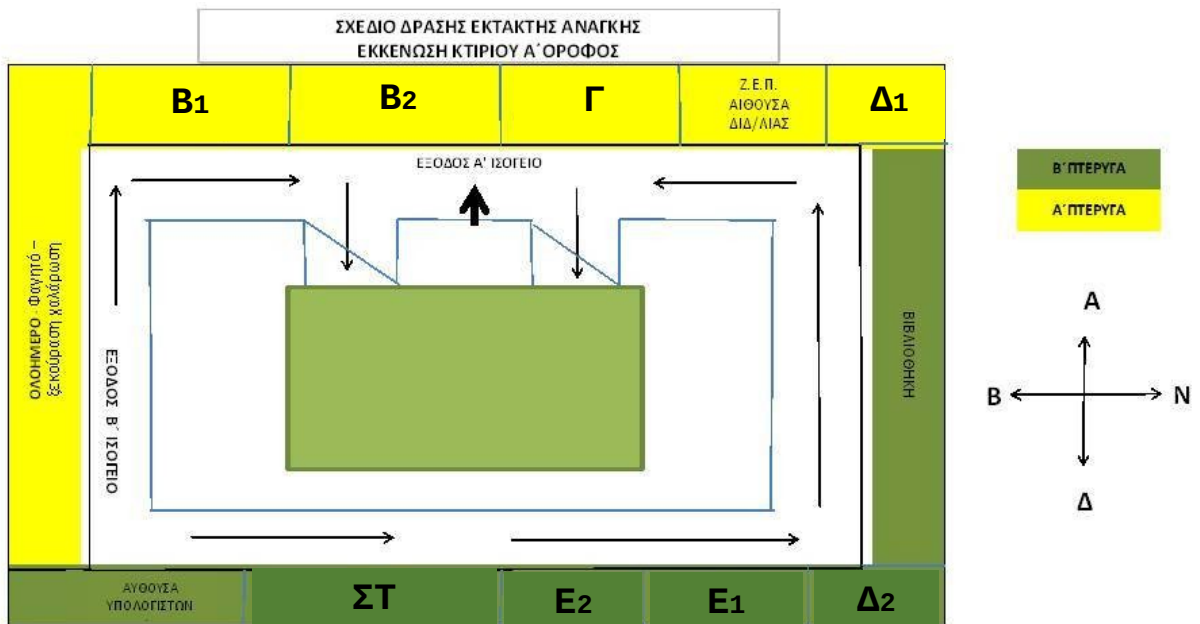 ΣΧΕΔΙΟ ΔΡΑΣΗΣ ΕΚΤΑΚΤΗΣ ΑΝΑΓΚΗΣ
ΕΚΚΕΝΩΣΗ ΚΤΙΡΙΟΥ Α΄ΟΡΟΦΟΣ
Β1
Β2
Γ
Ζ.Ε.Π.
ΑΙΘΟΥΣΑ
ΔΙΔ/ΛΙΑΣ
Δ1
ΕΞΟΔΟΣ Α' ΙΣΟΓΕΙΟ
ΟΛΟΗΜΕΡΟ - Φαγητό –
ξεκούραση χαλάρωση
ΕΞΟΔΟΣ Β΄ ΙΣΟΓΕΙΟ
ΒΙΒΛΙΟΘΗΚΗ
ΑΥΘΟΥΣΑ
ΥΠΟΛΟΓΙΣΤΩΝ
ΣΤ
Ε2
Ε1
Δ2
Β΄ΠΤΕΡΥΓΑ
Α΄ΠΤΕΡΥΓΑ
Α
Β
Ν
Δ